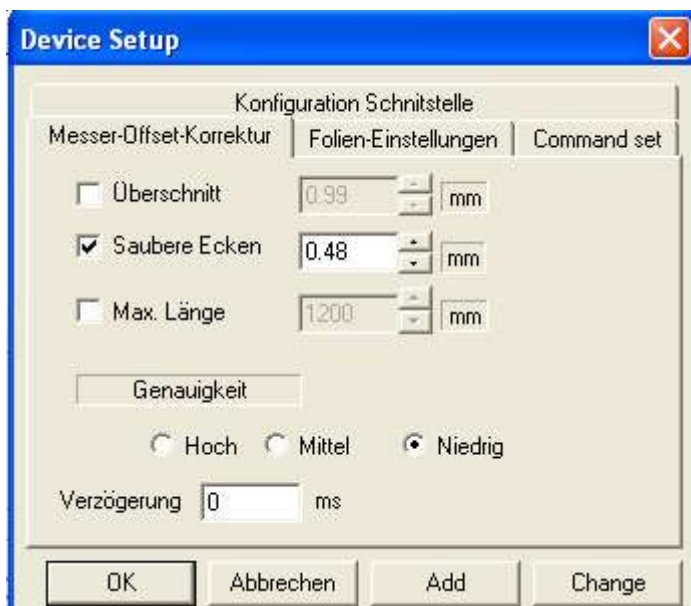 Device Setup
Konfiguration Schnitstelle
Messer-Offset-Korrektur Folien-Einstellungen Command set
Überschnitt 0.99 mm
Saubere Ecken 0.48 mm
Max. Länge 1200 mm
Genauigkeit
Hoch Mittel Niedrig
Verzögerung 0 ms
OK Abbrechen Add Change